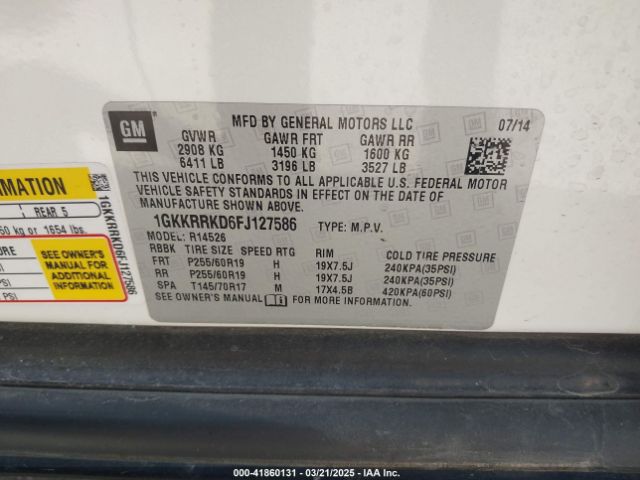 GM
MFD BY GENERAL MOTORS LLC 07/14
GVWR GAWR FRT GAWR RR
2908 KG 1450 KG 1600 KG
6411 LB 3196 LB 3527 LB
THIS VEHICLE CONFORMS TO ALL APPLICABLE U.S. FEDERAL MOTOR
VEHICLE SAFETY STANDARDS IN EFFECT ON THE DATE OF
MANUFACTURE SHOWN ABOVE.
1GKKRRKD6FJ127586 TYPE: M.P.V.
MODEL: R14526
RBBK TIRE SIZE SPEED RTG RIM COLD TIRE PRESSURE
FRT P255/60R19 H 19X7.5J 240KPA(35PSI)
RR P255/60R19 H 19X7.5J 240KPA(35PSI)
SPA T145/70R17 M 17X4.5B 420KPA(60PSI)
SEE OWNER'S MANUAL FOR MORE INFORMATION.
REAR 5
kg or 1654 lbs.
SEE OWNER'S
MANUAL FOR
ADDITIONAL
INFORMATION
PSI
1GKKRRKD6FJ127586
000-41860131 - 03/21/2025 - IAA Inc.